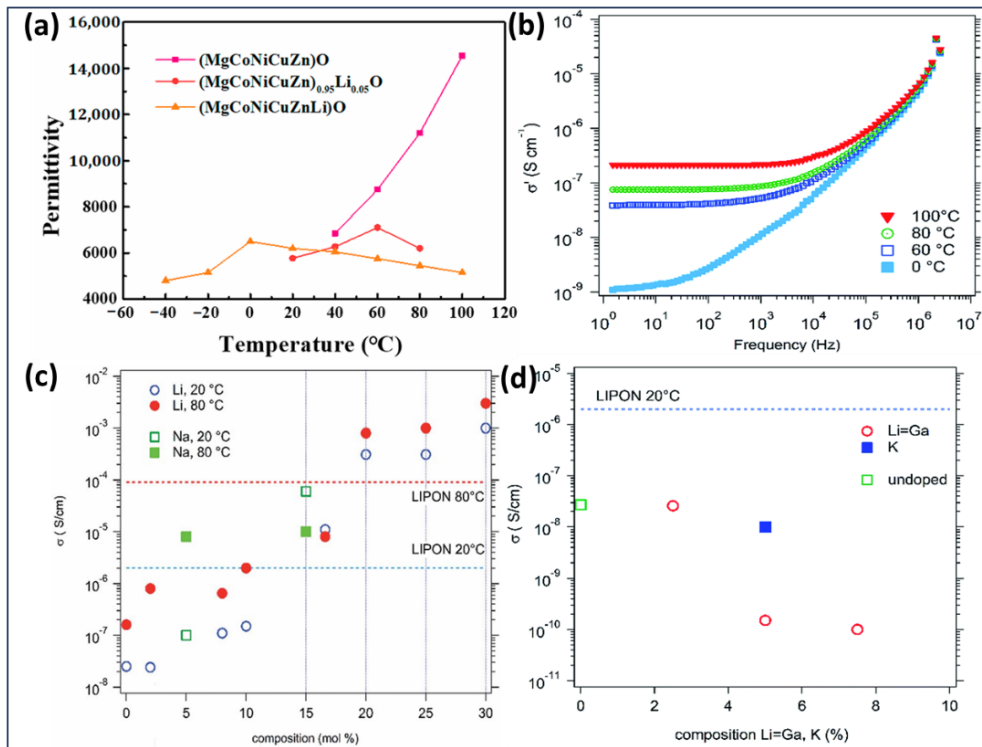 (a)
16,000
14,000
12,000
10,000
8000
6000
4000
Permittivity
(MgCoNiCuZn)O
(MgCoNiCuZn)0.95Li0.05O
(MgCoNiCuZnLi)O
−60 −40 −20 0 20 40 60 80 100 120
Temperature (°C)
(b)
10-4
10-5
10-6
10-7
10-8
10-9
σ' (S cm-1)
100°C
80 °C
60 °C
0 °C
100 101 102 103 104 105 106 107
Frequency (Hz)
(c)
10-2
10-3
10-4
10-5
10-6
10-7
10-8
σ (S/cm)
Li, 20 °C
Li, 80 °C
Na, 20 °C
Na, 80 °C
LIPON 80°C
LIPON 20°C
0 5 10 15 20 25 30
composition (mol %)
(d)
10-5
10-6
10-7
10-8
10-9
10-10
10-11
σ ( S/cm)
LIPON 20°C
Li=Ga
K
undoped
0 2 4 6 8 10
composition Li=Ga, K (%)